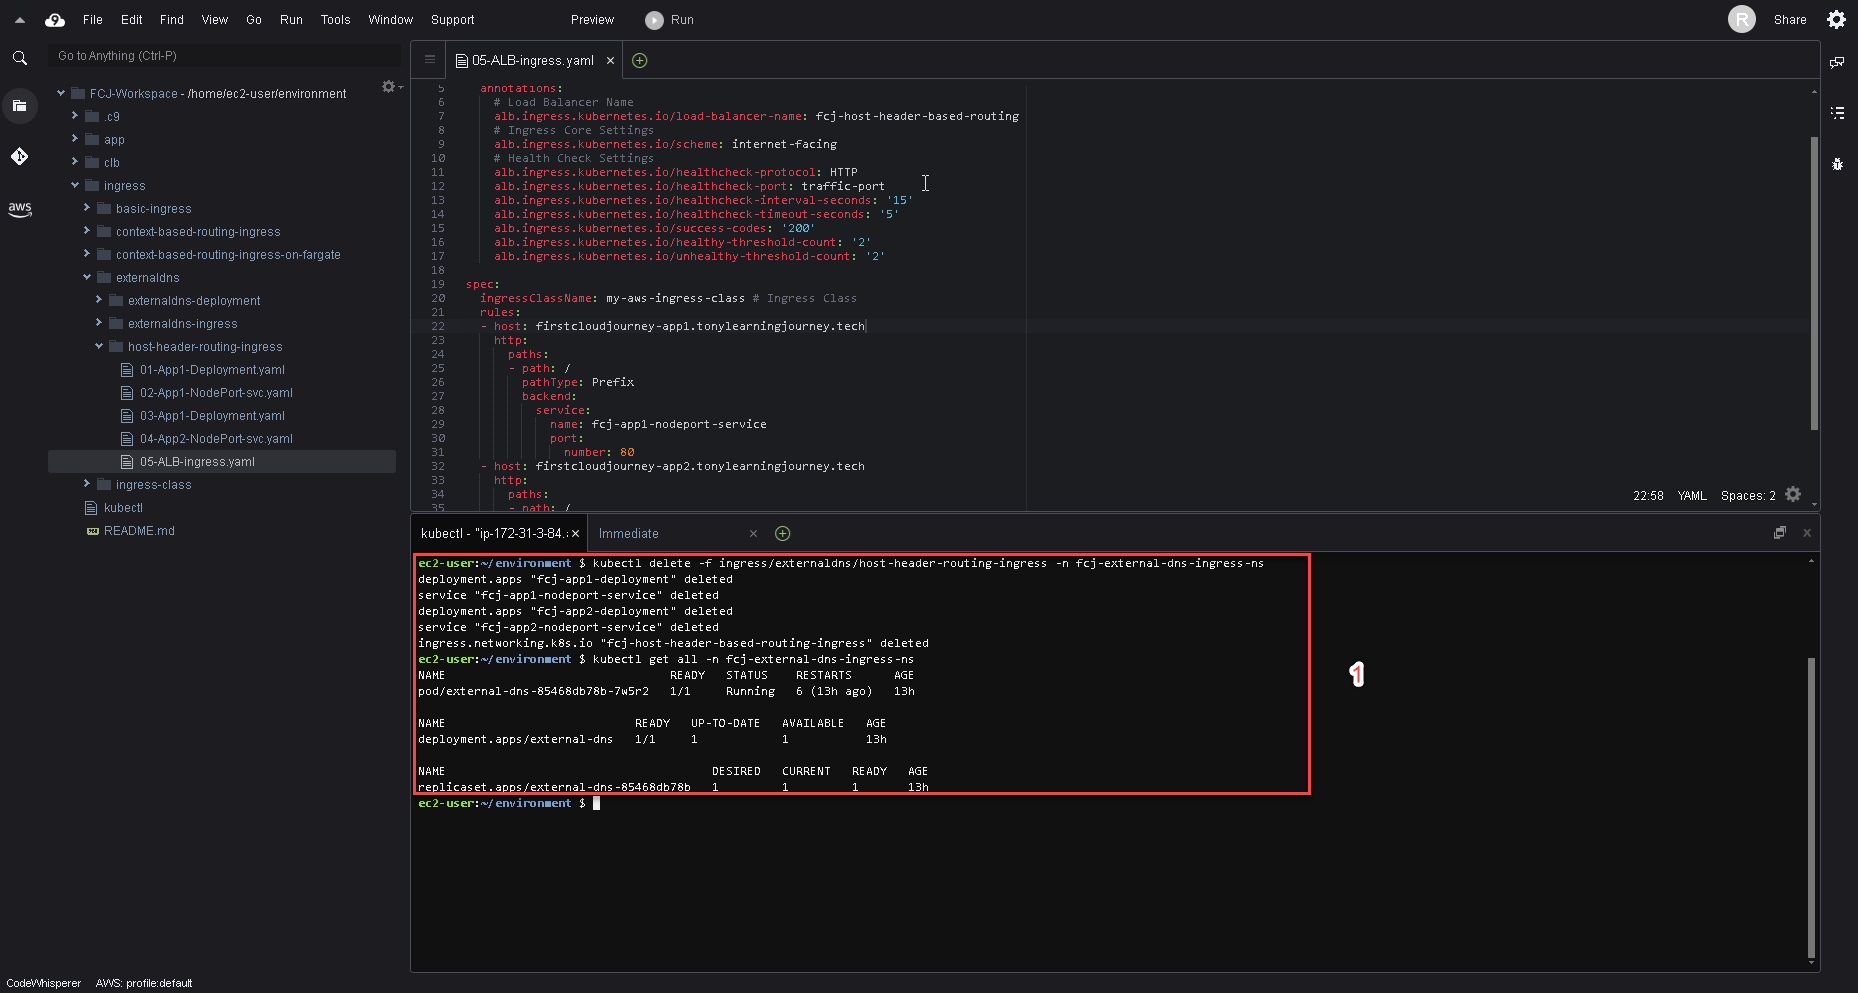 File Edit Find View Go Run Tools Window Support Preview Run R Share
Go to Anything (Ctrl-P)
FCJ-Workspace - /home/ec2-user/environment
.c9
app
clb
ingress
basic-ingress
context-based-routing-ingress
context-based-routing-ingress-on-fargate
externaldns
externaldns-deployment
externaldns-ingress
host-header-routing-ingress
01-App1-Deployment.yaml
02-App1-NodePort-svc.yaml
03-App1-Deployment.yaml
04-App2-NodePort-svc.yaml
05-ALB-ingress.yaml
ingress-class
kubectl
README.md
aws
05-ALB-ingress.yaml
5 annotations:
6 # Load Balancer Name
7 alb.ingress.kubernetes.io/load-balancer-name: fcj-host-header-based-routing
8 # Ingress Core Settings
9 alb.ingress.kubernetes.io/scheme: internet-facing
10 # Health Check Settings
11 alb.ingress.kubernetes.io/healthcheck-protocol: HTTP
12 alb.ingress.kubernetes.io/healthcheck-port: traffic-port
13 alb.ingress.kubernetes.io/healthcheck-interval-seconds: '15'
14 alb.ingress.kubernetes.io/healthcheck-timeout-seconds: '5'
15 alb.ingress.kubernetes.io/success-codes: '200'
16 alb.ingress.kubernetes.io/healthy-threshold-count: '2'
17 alb.ingress.kubernetes.io/unhealthy-threshold-count: '2'
18
19 spec:
20 ingressClassName: my-aws-ingress-class # Ingress Class
21 rules:
22 - host: firstcloudjourney-app1.tonylearningjourney.tech
23 http:
24 paths:
25 - path: /
26 pathType: Prefix
27 backend:
28 service:
29 name: fcj-app1-nodeport-service
30 port:
31 number: 80
32 - host: firstcloudjourney-app2.tonylearningjourney.tech
33 http:
34 paths:
35 - path: /
22:58 YAML Spaces: 2
kubectl - "ip-172-31-3-84. Immediate
ec2-user:~/environment $ kubectl delete -f ingress/externaldns/host-header-routing-ingress -n fcj-external-dns-ingress-ns
deployment.apps "fcj-app1-deployment" deleted
service "fcj-app1-nodeport-service" deleted
deployment.apps "fcj-app2-deployment" deleted
service "fcj-app2-nodeport-service" deleted
ingress.networking.k8s.io "fcj-host-header-based-routing-ingress" deleted
ec2-user:~/environment $ kubectl get all -n fcj-external-dns-ingress-ns
NAME READY STATUS RESTARTS AGE
pod/external-dns-85468db78b-7w5r2 1/1 Running 6 (13h ago) 13h
NAME READY UP-TO-DATE AVAILABLE AGE
deployment.apps/external-dns 1/1 1 1 13h
NAME DESIRED CURRENT READY AGE
replicaset.apps/external-dns-85468db78b 1 1 1 13h
ec2-user:~/environment $
1
CodeWhisperer AWS: profile:default